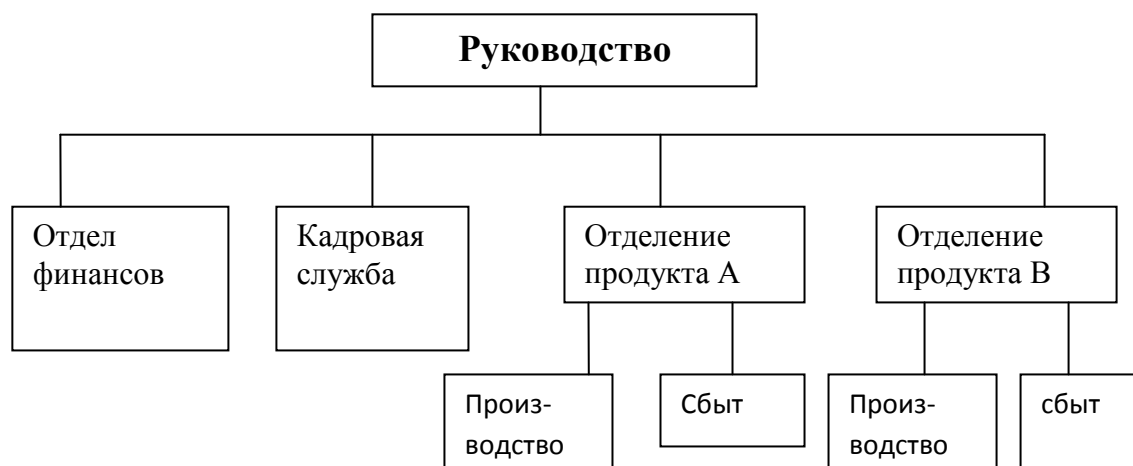 Руководство
Отдел
финансов
Кадровая
служба
Отделение
продукта А
Отделение
продукта В
Произ-
водство
Сбыт
Произ-
водство
сбыт